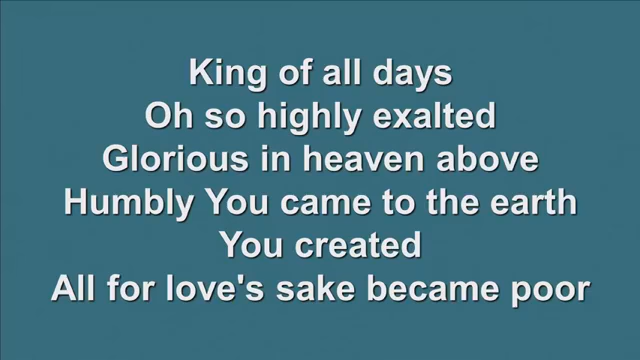 King of all days
Oh so highly exalted
Glorious in heaven above
Humbly You came to the earth
You created
All for love's sake became poor